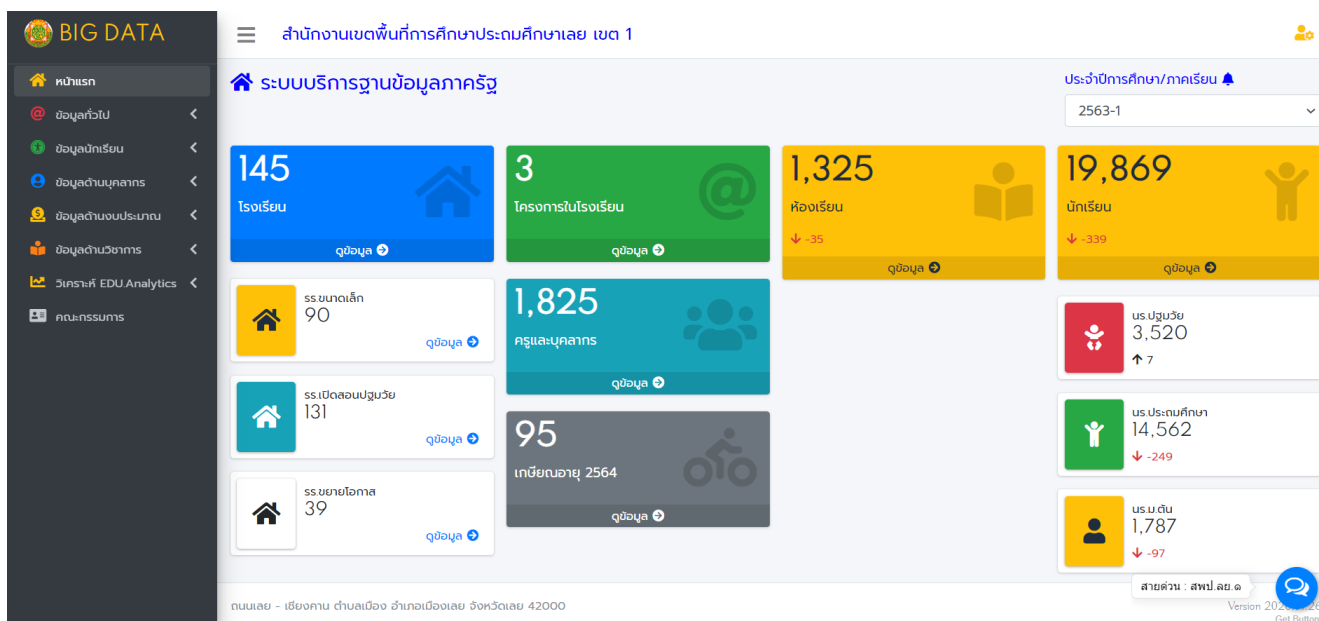 BIG DATA
สำนักงานเขตพื้นที่การศึกษาประถมศึกษาเลย เขต 1
หน้าแรก
ข้อมูลทั่วไป
ข้อมูลนักเรียน
ข้อมูลด้านบุคลากร
ข้อมูลด้านงบประมาณ
ข้อมูลด้านวิชาการ
วิเคราะห์ EDU.Analytics
คณะกรรมการ
ระบบบริการฐานข้อมูลภาครัฐ
ประจำปีการศึกษา/ภาคเรียน
2563-1
145
โรงเรียน
ดูข้อมูล
3
โครงการในโรงเรียน
ดูข้อมูล
1,325
ห้องเรียน
-35
ดูข้อมูล
19,869
นักเรียน
-339
ดูข้อมูล
รร.ขนาดเล็ก
90
ดูข้อมูล
รร.เปิดสอนปฐมวัย
131
ดูข้อมูล
รร.ขยายโอกาส
39
ดูข้อมูล
1,825
ครูและบุคลากร
ดูข้อมูล
95
เกษียณอายุ 2564
ดูข้อมูล
นร.ปฐมวัย
3,520
7
นร.ประถมศึกษา
14,562
-249
นร.ม.ต้น
1,787
-97
สายด่วน : สพป.ลย.๑
ถนนเลย - เชียงคาน ตำบลเมือง อำเภอเมืองเลย จังหวัดเลย 42000
Version
Get Button